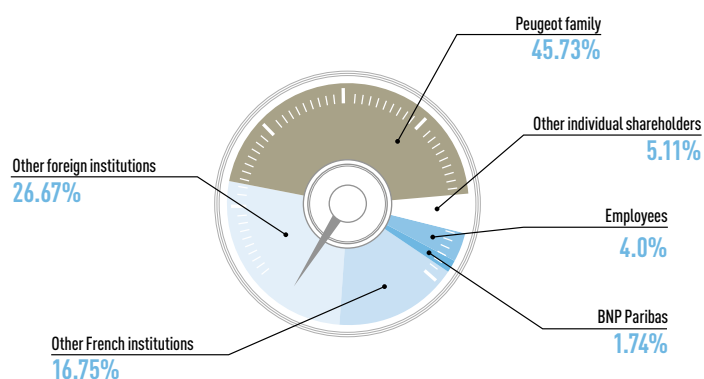 Peugeot family
45.73%
Other individual shareholders
5.11%
Other foreign institutions
26.67%
Employees
4.0%
BNP Paribas
1.74%
Other French institutions
16.75%